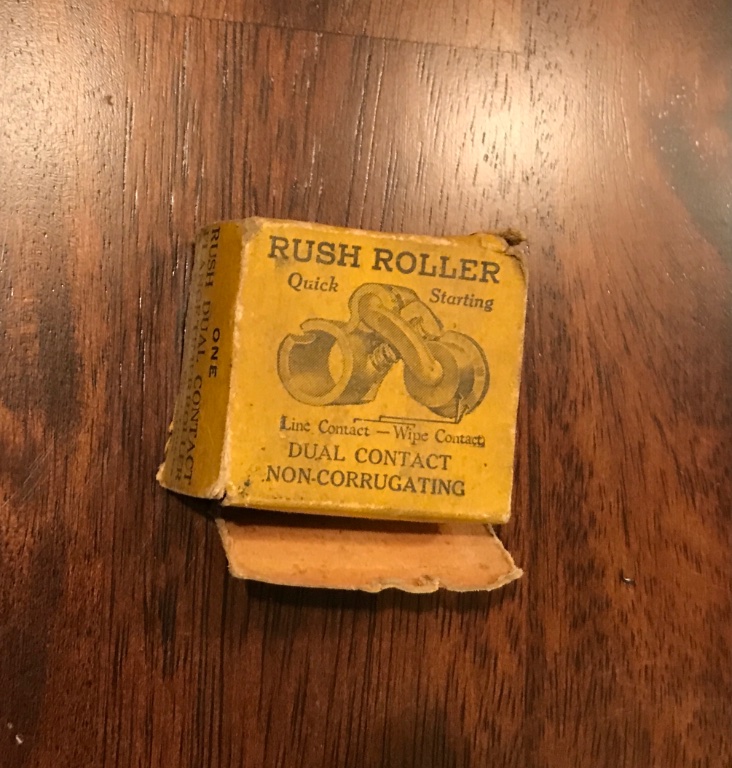 RUSH ROLLER
Quick Starting
Line Contact — Wipe Contact
DUAL CONTACT
NON-CORRUGATING
ONE
RUSH DUAL CONTACT